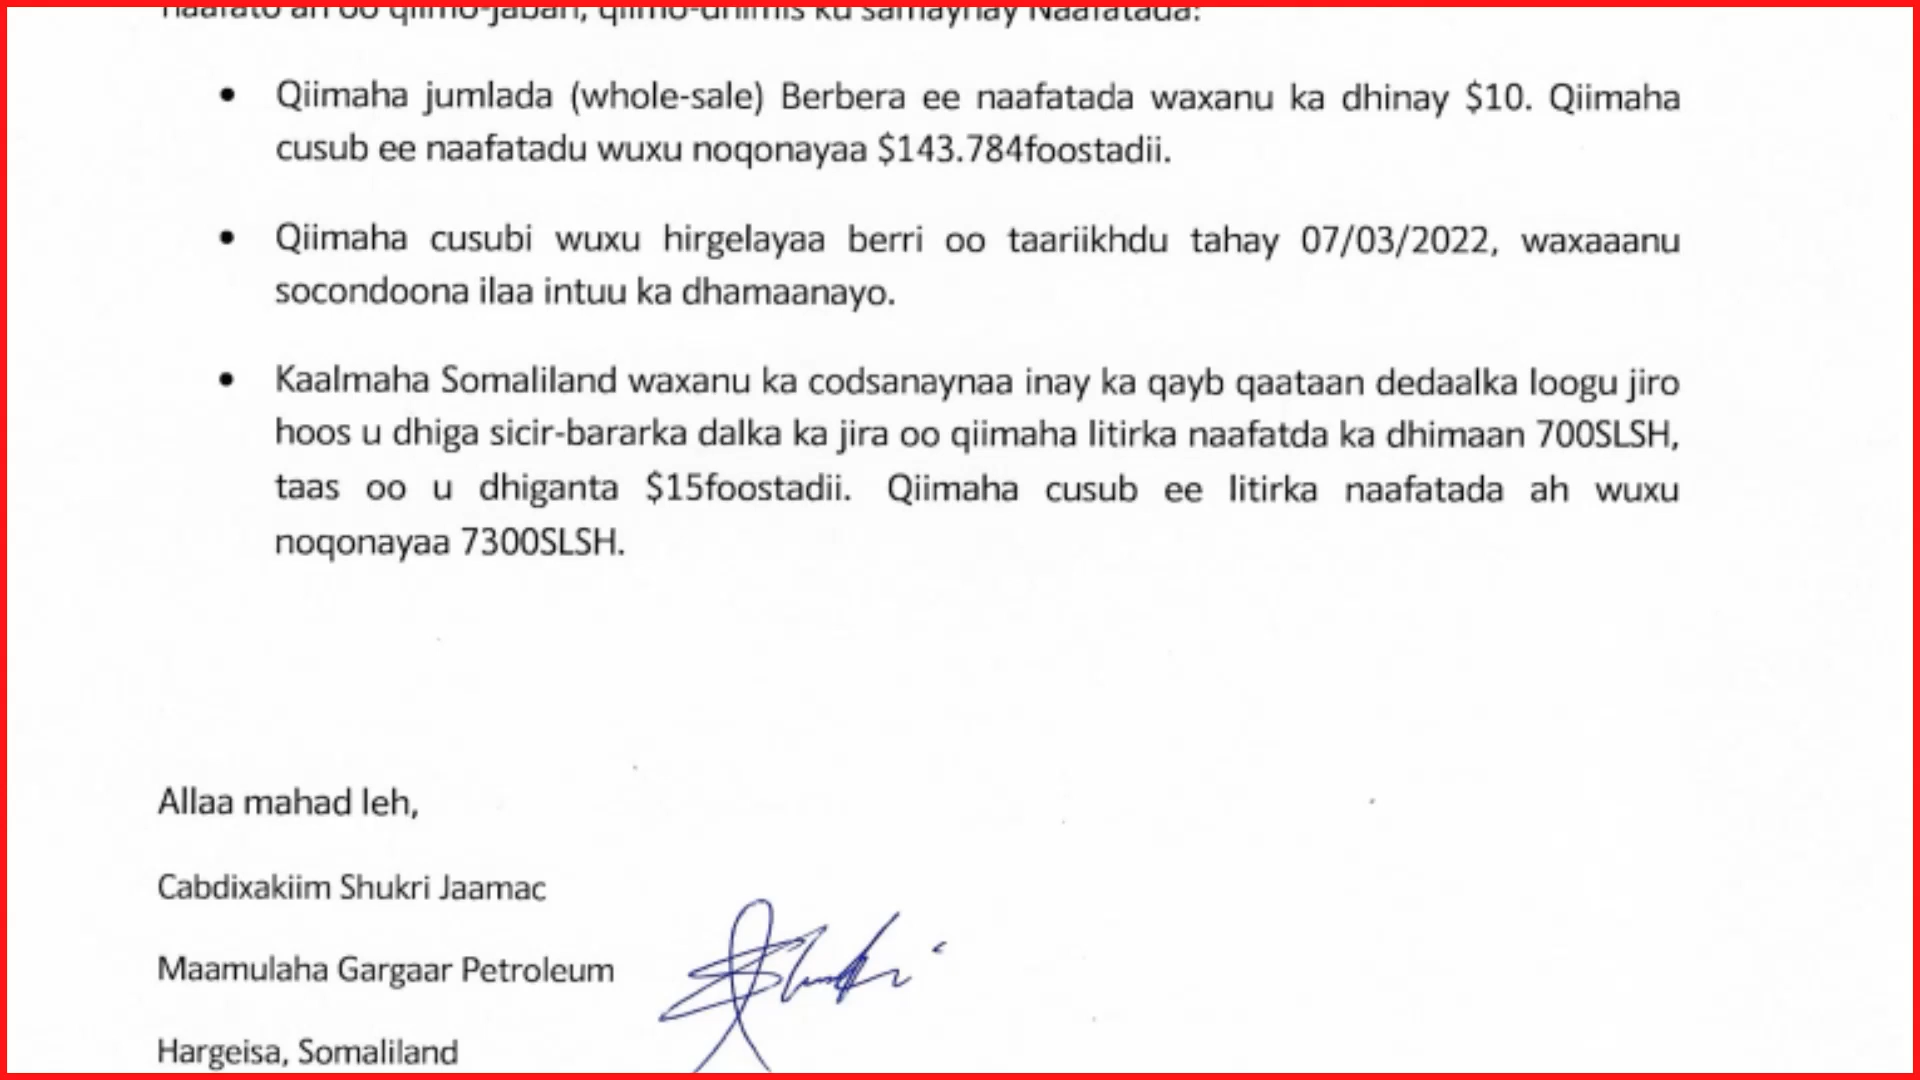 naafato ah oo qiimo-jaban, qiimo-dhimis ku samaynay Naafatada:
• Qiimaha jumlada (whole-sale) Berbera ee naafatada waxanu ka dhinay $10. Qiimaha
cusub ee naafatadu wuxu noqonayaa $143.784foostadii.
• Qiimaha cusubi wuxu hirgelayaa berri oo taariikhdu tahay 07/03/2022, waxaaanu
socondoona ilaa intuu ka dhamaanayo.
• Kaalmaha Somaliland waxanu ka codsanaynaa inay ka qayb qaataan dedaalka loogu jiro
hoos u dhiga sicir-bararka dalka ka jira oo qiimaha litirka naafatda ka dhimaan 700SLSH,
taas oo u dhiganta $15foostadii. Qiimaha cusub ee litirka naafatada ah wuxu
noqonayaa 7300SLSH.
Allaa mahad leh,
Cabdixakiim Shukri Jaamac
Maamulaha Gargaar Petroleum
Hargeisa, Somaliland